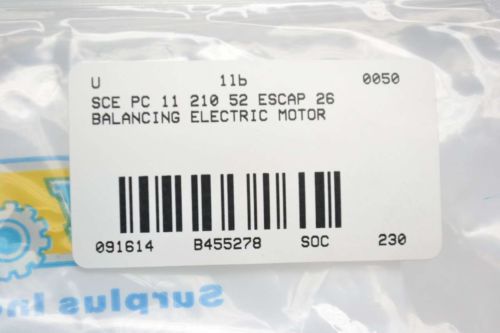 U 1lb 0050
SCE PC 11 210 52 ESCAP 26
BALANCING ELECTRIC MOTOR
091614 B455278 SOC 230
Surplus Inc